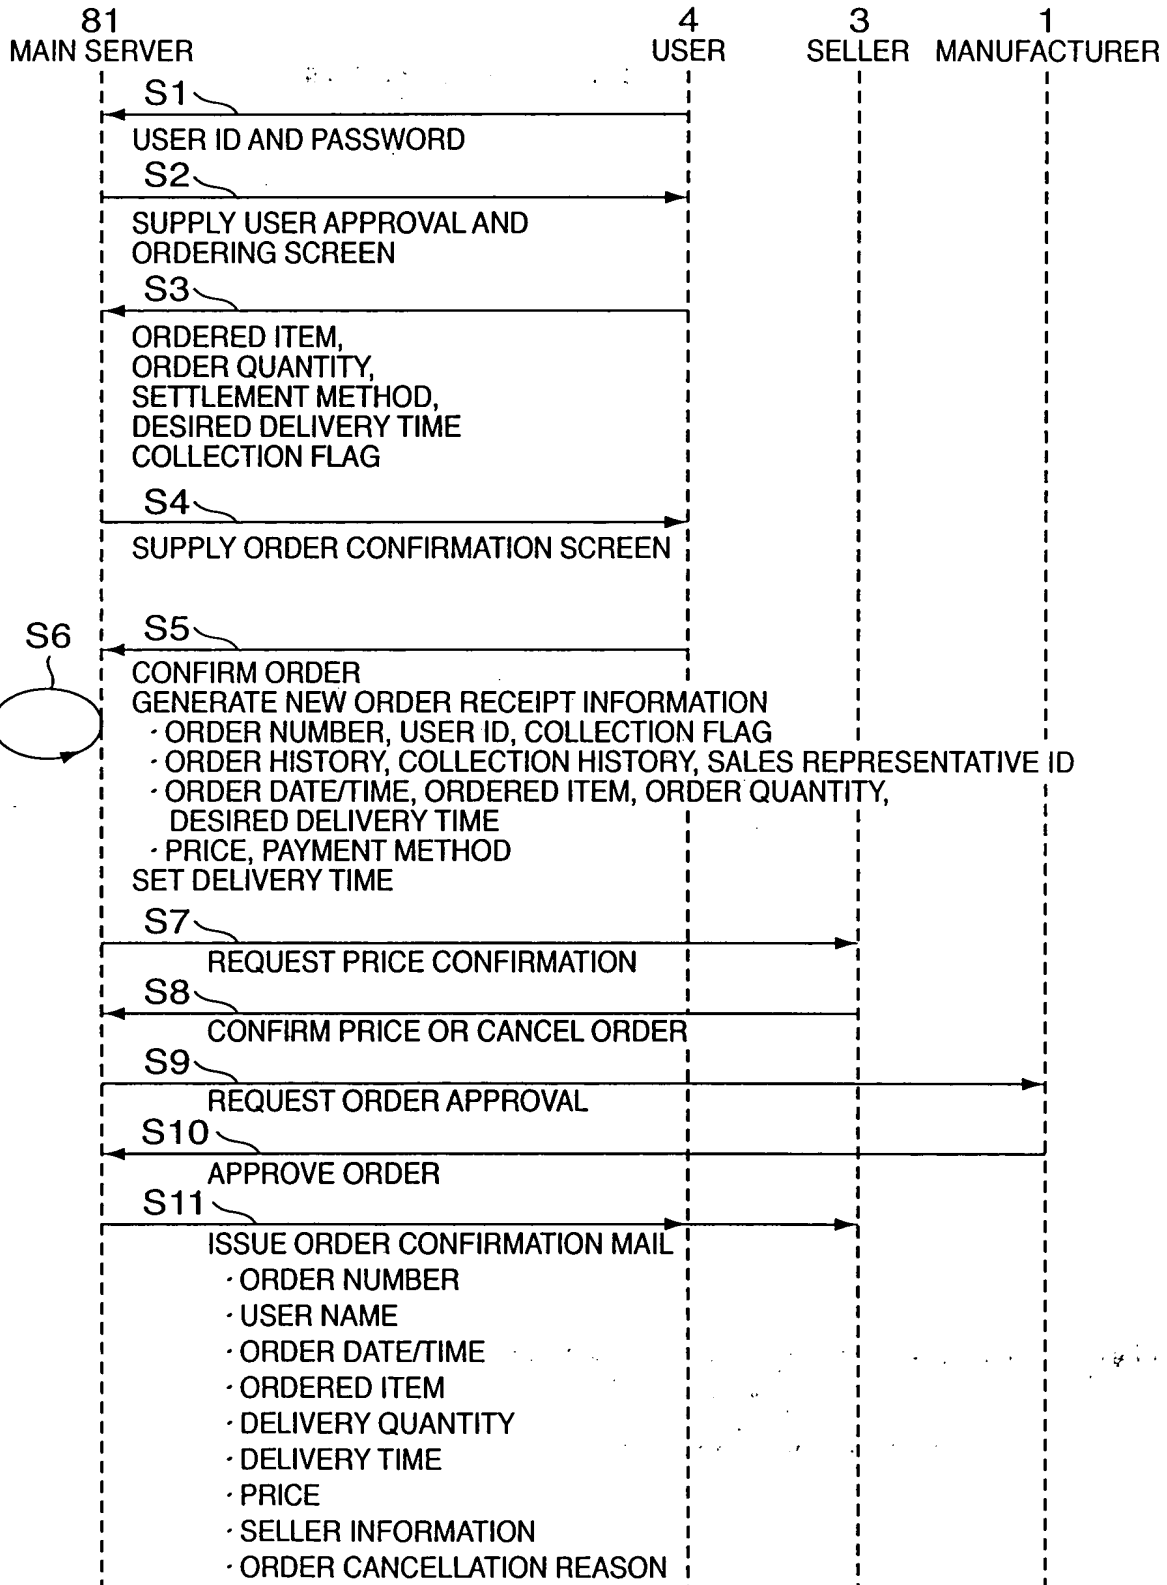 81 4 3 1
MAIN SERVER USER SELLER MANUFACTURER
S1
USER ID AND PASSWORD
S2
SUPPLY USER APPROVAL AND
ORDERING SCREEN
S3
ORDERED ITEM,
ORDER QUANTITY,
SETTLEMENT METHOD,
DESIRED DELIVERY TIME
COLLECTION FLAG
S4
SUPPLY ORDER CONFIRMATION SCREEN
S6 S5
CONFIRM ORDER
GENERATE NEW ORDER RECEIPT INFORMATION
· ORDER NUMBER, USER ID, COLLECTION FLAG
· ORDER HISTORY, COLLECTION HISTORY, SALES REPRESENTATIVE ID
· ORDER DATE/TIME, ORDERED ITEM, ORDER QUANTITY,
DESIRED DELIVERY TIME
· PRICE, PAYMENT METHOD
SET DELIVERY TIME
S7
REQUEST PRICE CONFIRMATION
S8
CONFIRM PRICE OR CANCEL ORDER
S9
REQUEST ORDER APPROVAL
S10
APPROVE ORDER
S11
ISSUE ORDER CONFIRMATION MAIL
· ORDER NUMBER
· USER NAME
· ORDER DATE/TIME
· ORDERED ITEM
· DELIVERY QUANTITY
· DELIVERY TIME
· PRICE
· SELLER INFORMATION
· ORDER CANCELLATION REASON